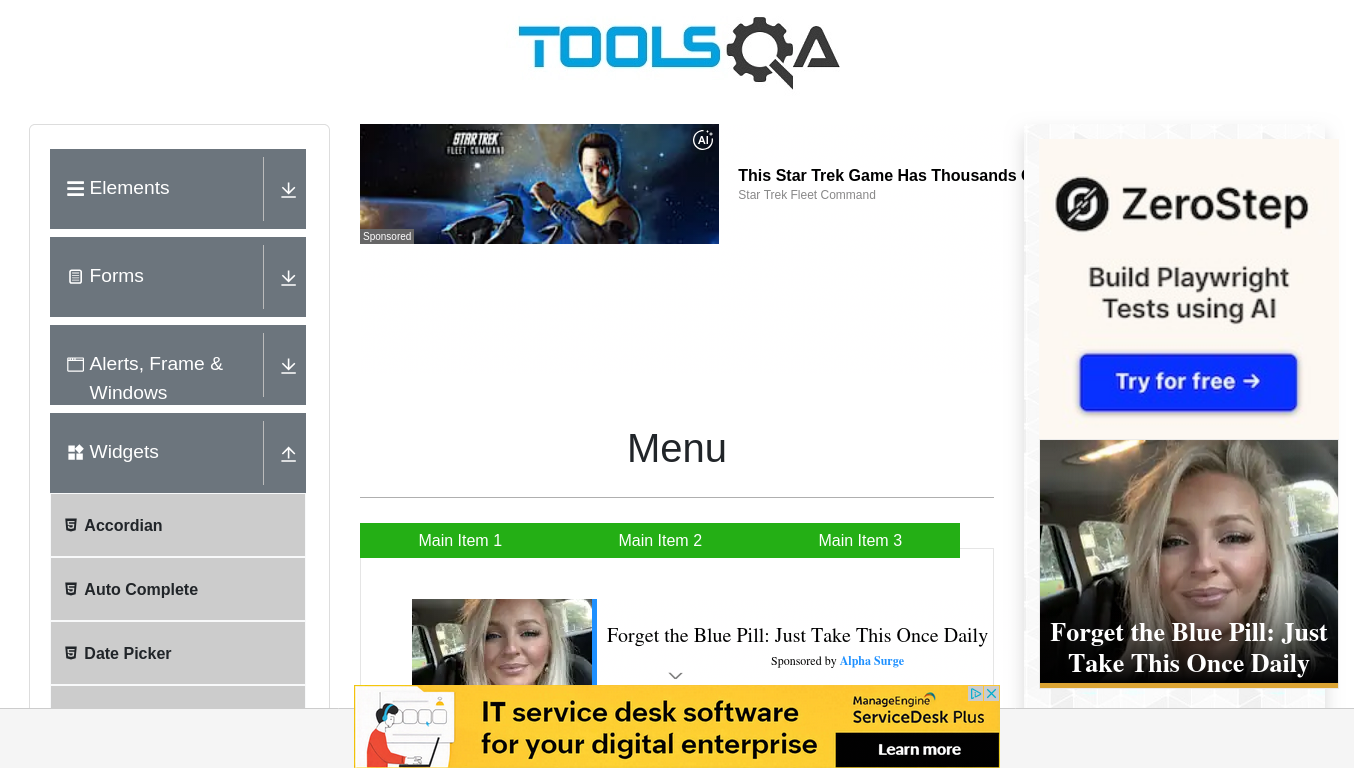 TOOLSQA
Elements
Forms
Alerts, Frame &
Windows
Widgets
Accordian
Auto Complete
Date Picker
STAR TREK
FLEET COMMAND
AI
Sponsored
This Star Trek Game Has Thousands
Star Trek Fleet Command
Menu
Main Item 1
Main Item 2
Main Item 3
Forget the Blue Pill: Just Take This Once Daily
Sponsored by Alpha Surge
ZeroStep
Build Playwright
Tests using AI
Try for free →
Forget the Blue Pill: Just
Take This Once Daily
IT service desk software
for your digital enterprise
ManageEngine
ServiceDesk Plus
Learn more